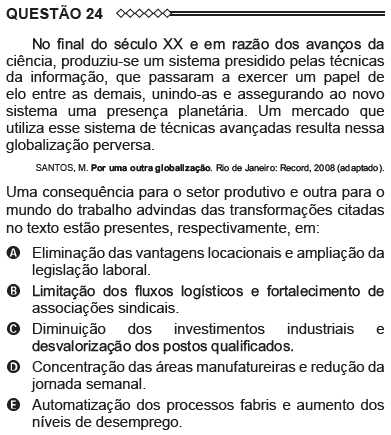 QUESTÃO 24
No final do século XX e em razão dos avanços da
ciência, produziu-se um sistema presidido pelas técnicas
da informação, que passaram a exercer um papel de
elo entre as demais, unindo-as e assegurando ao novo
sistema uma presença planetária. Um mercado que
utiliza esse sistema de técnicas avançadas resulta nessa
globalização perversa.
SANTOS, M. Por uma outra globalização. Rio de Janeiro: Record, 2008 (adaptado).
Uma consequência para o setor produtivo e outra para o
mundo do trabalho advindas das transformações citadas
no texto estão presentes, respectivamente, em:
A Eliminação das vantagens locacionais e ampliação da
legislação laboral.
B Limitação dos fluxos logísticos e fortalecimento de
associações sindicais.
C Diminuição dos investimentos industriais e
desvalorização dos postos qualificados.
D Concentração das áreas manufatureiras e redução da
jornada semanal.
E Automatização dos processos fabris e aumento dos
níveis de desemprego.